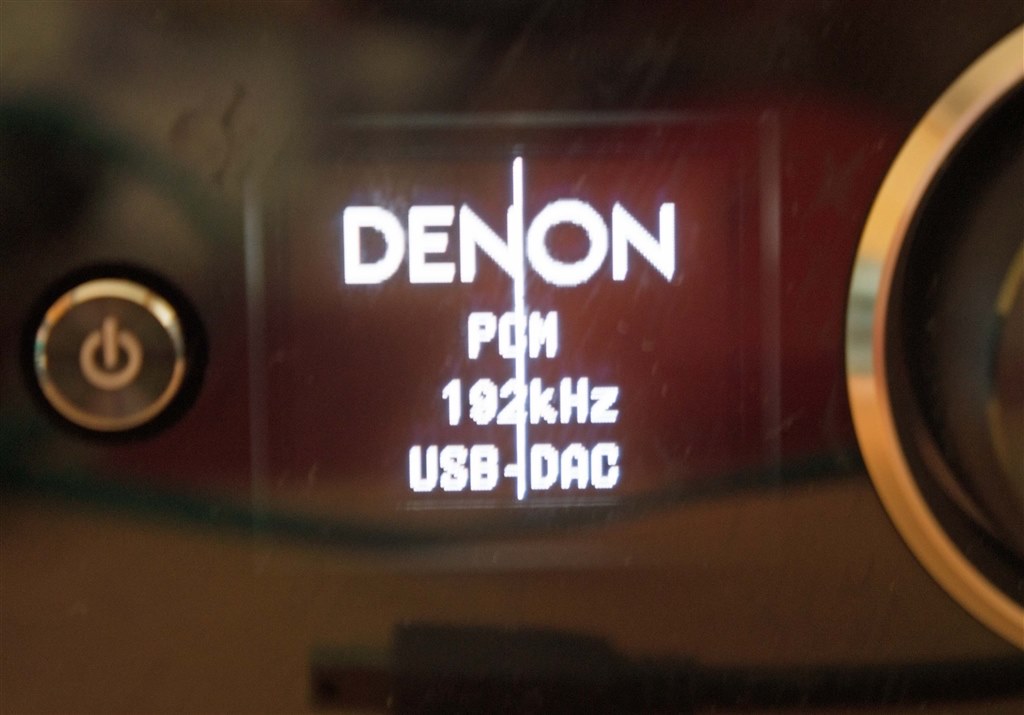 DENON
PCM
192kHz
USB-DAC